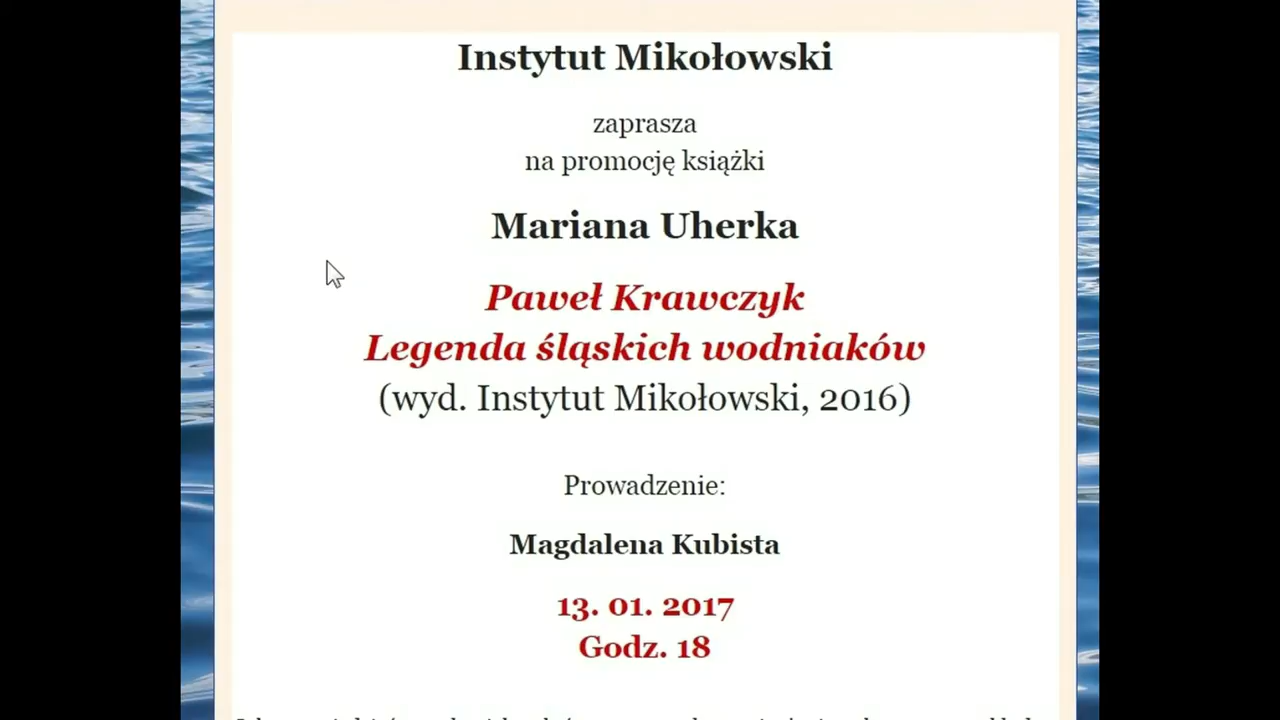 Instytut Mikołowski
zaprasza
na promocję książki
Mariana Uherka
Paweł Krawczyk
Legenda śląskich wodniaków
(wyd. Instytut Mikołowski, 2016)
Prowadzenie:
Magdalena Kubista
13. 01. 2017
Godz. 18